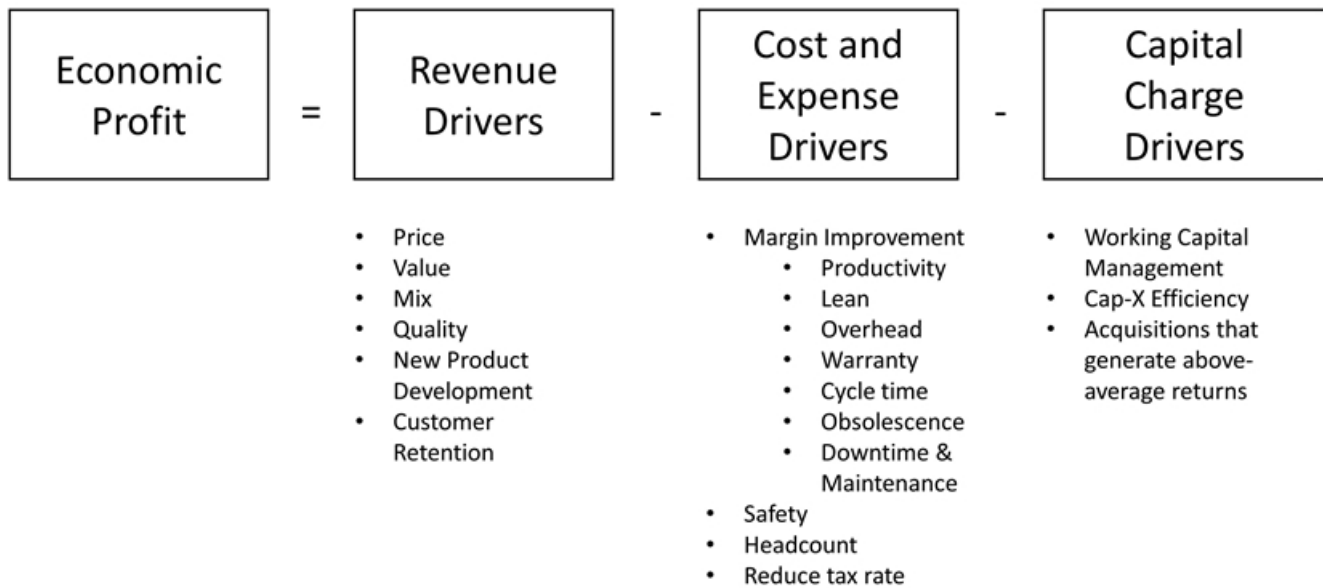 Economic
Profit
=
Revenue
Drivers
-
Cost and
Expense
Drivers
-
Capital
Charge
Drivers
• Price
• Value
• Mix
• Quality
• New Product
Development
• Customer
Retention
• Margin Improvement
• Productivity
• Lean
• Overhead
• Warranty
• Cycle time
• Obsolescence
• Downtime &
Maintenance
• Safety
• Headcount
• Reduce tax rate
• Working Capital
Management
• Cap-X Efficiency
• Acquisitions that
generate above-
average returns